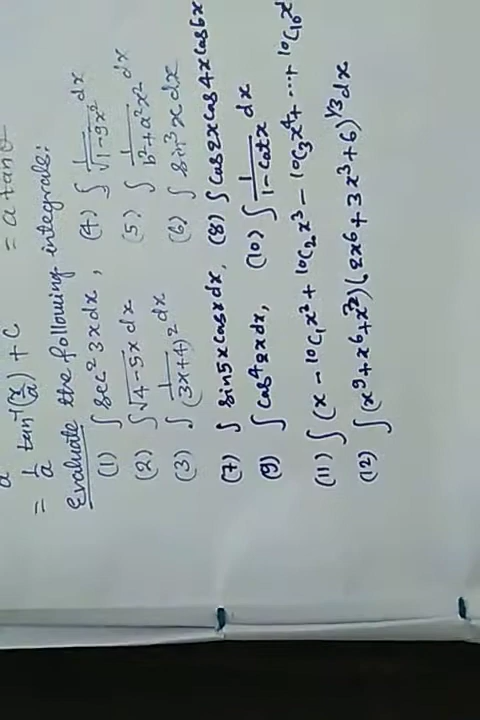 = a tanθ
= 1/a tan⁻¹(x/a) + C
Evaluate the following integrals:
(1) ∫ sec² 3x dx, (4) ∫ 1/√(1-9x²) dx
(2) ∫ √(4-5x) dx (5) ∫ 1/(b²+a²x²) dx
(3) ∫ 1/(3x+4)² dx (6) ∫ sin³x dx
(7) ∫ sin5x cosx dx, (8) ∫ cos2x cos4x cos6x
(9) ∫ cos⁴2x dx, (10) ∫ 1/(1-cotx) dx
(11) ∫ (x - ¹⁰C₁x² + ¹⁰C₂x³ - ¹⁰C₃x⁴ + ... + ¹⁰C₁₀x
(12) ∫ (x⁹+x⁶+x²)(2x⁶+3x³+6)^(1/3) dx